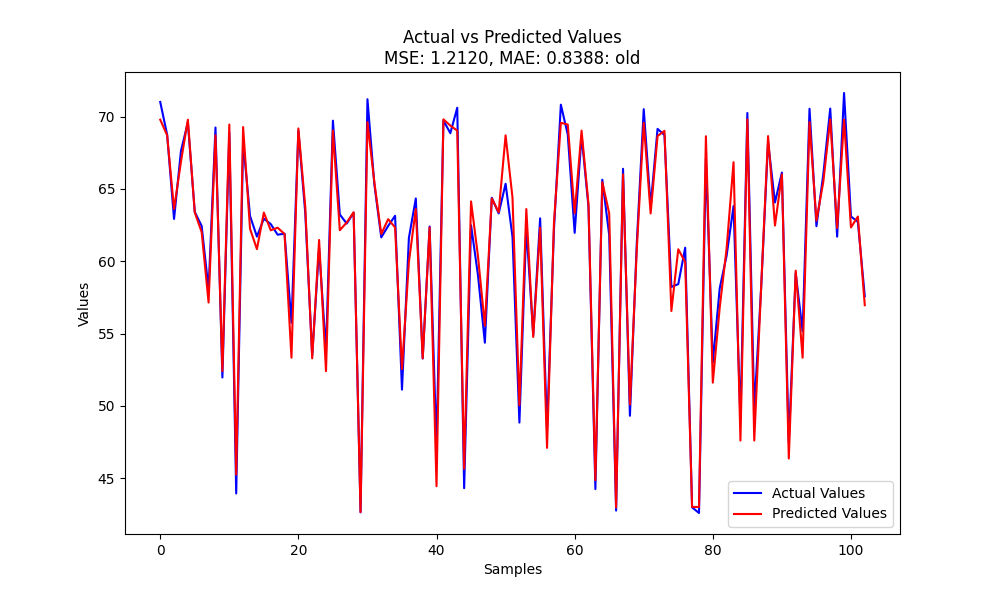 Actual vs Predicted Values
MSE: 1.2120, MAE: 0.8388: old
Values
70
65
60
55
50
45
0 20 40 60 80 100
Samples
Actual Values
Predicted Values